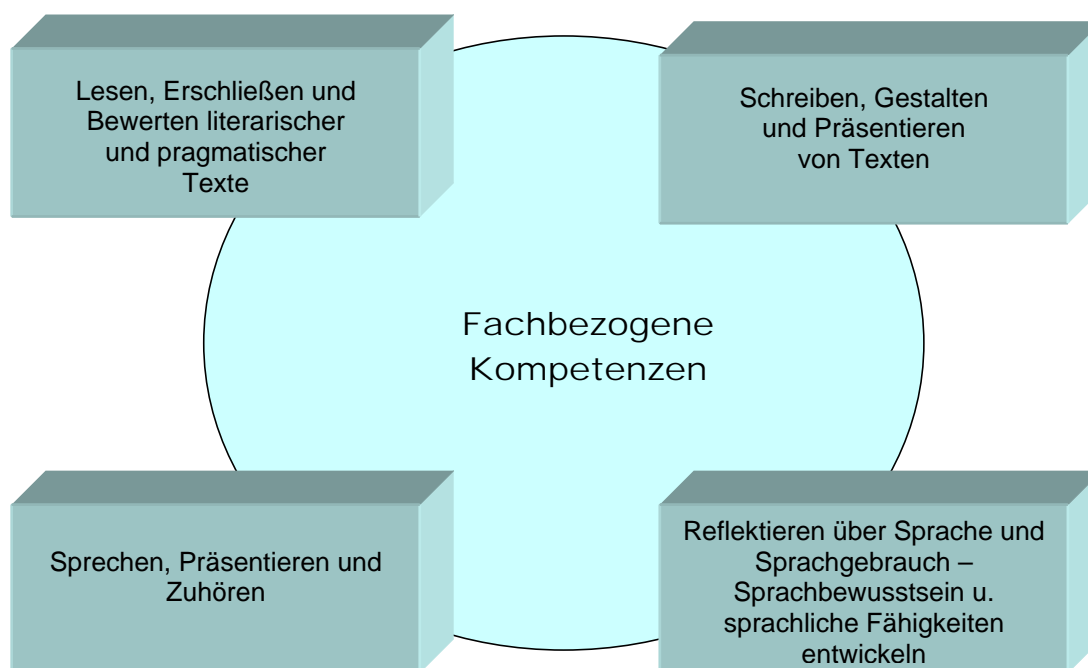 Lesen, Erschließen und
Bewerten literarischer
und pragmatischer
Texte
Schreiben, Gestalten
und Präsentieren
von Texten
Fachbezogene
Kompetenzen
Sprechen, Präsentieren und
Zuhören
Reflektieren über Sprache und
Sprachgebrauch –
Sprachbewusstsein u.
sprachliche Fähigkeiten
entwickeln